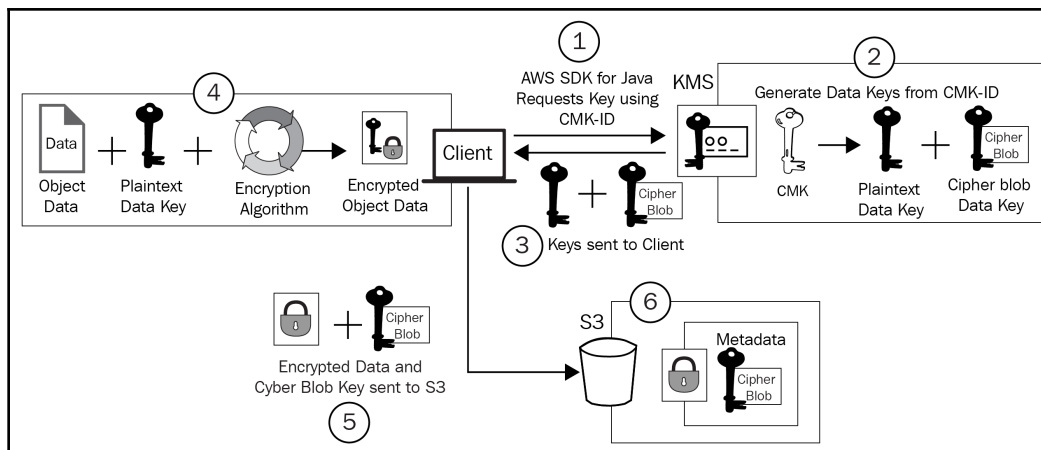 1
AWS SDK for Java
Requests Key using
CMK-ID
KMS
2
Generate Data Keys from CMK-ID
CMK
Plaintext
Data Key
Cipher
Blob
Cipher blob
Data Key
Cipher
Blob
3
Keys sent to Client
4
Data
Object
Data
Plaintext
Data Key
Encryption
Algorithm
Encrypted
Object Data
Client
Cipher
Blob
Encrypted Data and
Cyber Blob Key sent to S3
5
6
S3
Metadata
Cipher
Blob